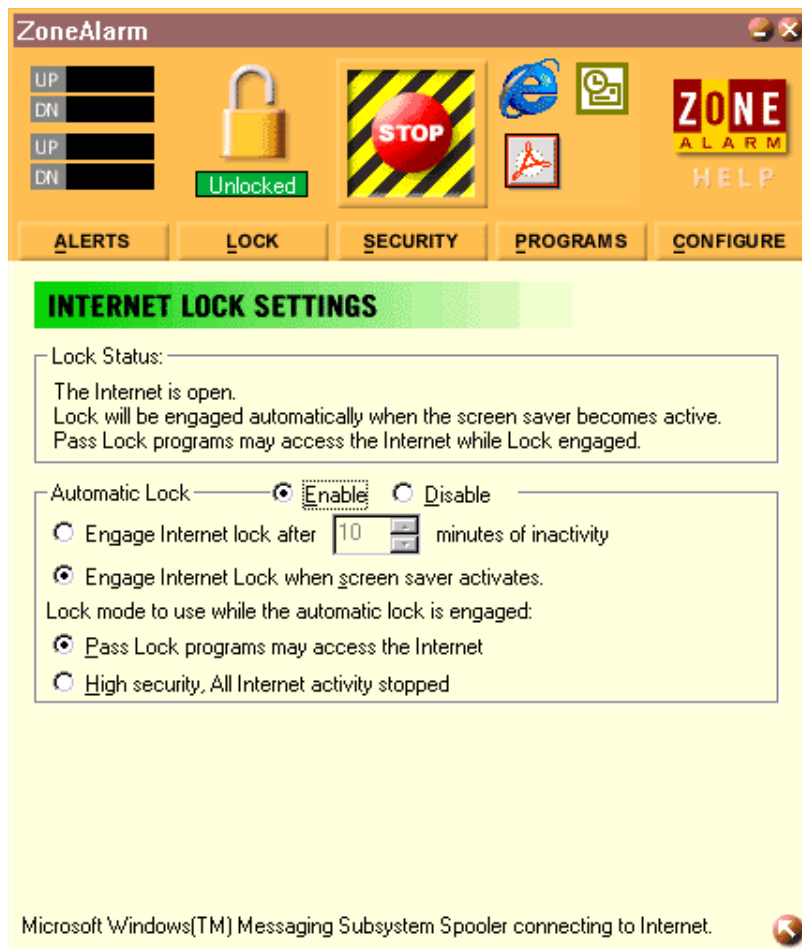 ZoneAlarm
UP
DN
UP
DN
Unlocked
STOP
ZONE
ALARM
HELP
ALERTS LOCK SECURITY PROGRAMS CONFIGURE
INTERNET LOCK SETTINGS
Lock Status:
The Internet is open.
Lock will be engaged automatically when the screen saver becomes active.
Pass Lock programs may access the Internet while Lock engaged.
Automatic Lock Enable Disable
Engage Internet lock after 10 minutes of inactivity
Engage Internet Lock when screen saver activates.
Lock mode to use while the automatic lock is engaged:
Pass Lock programs may access the Internet
High security, All Internet activity stopped
Microsoft Windows(TM) Messaging Subsystem Spooler connecting to Internet.